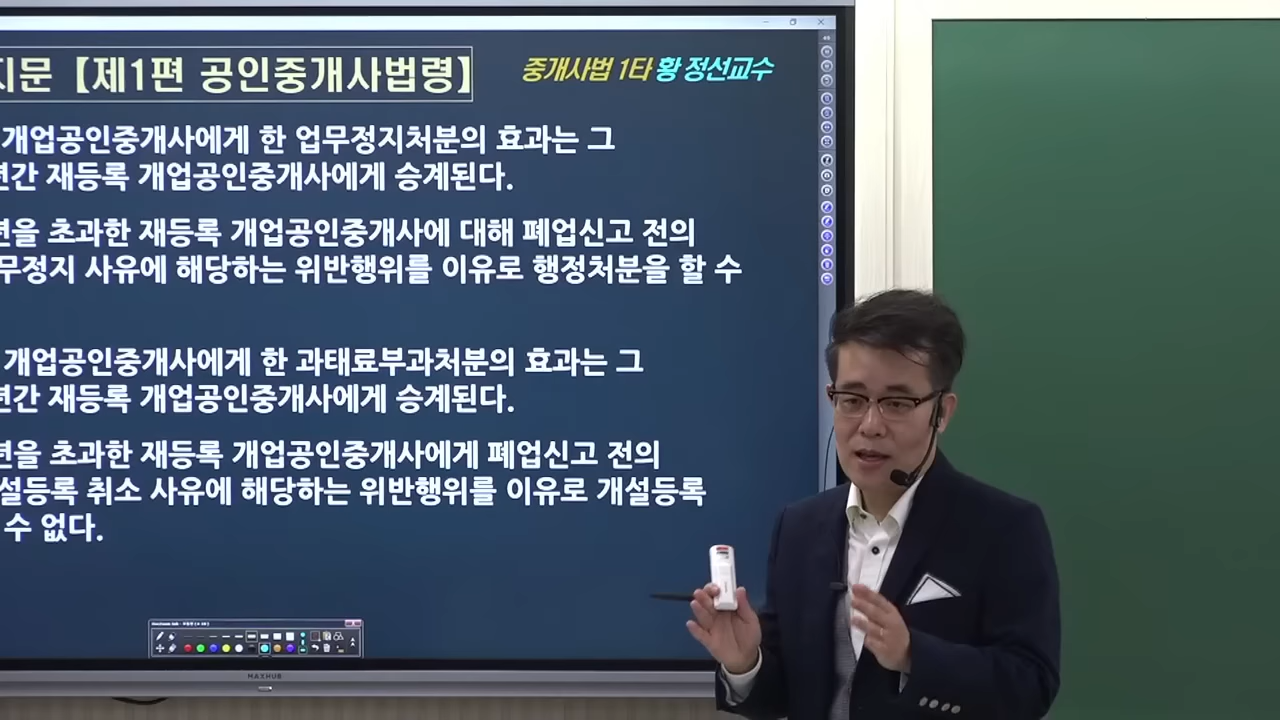 지문【제1편 공인중개사법령】
중개사법 1타 황 정선교수
개업공인중개사에게 한 업무정지처분의 효과는 그
년간 재등록 개업공인중개사에게 승계된다.
년을 초과한 재등록 개업공인중개사에 대해 폐업신고 전의
무정지 사유에 해당하는 위반행위를 이유로 행정처분을 할 수
개업공인중개사에게 한 과태료부과처분의 효과는 그
년간 재등록 개업공인중개사에게 승계된다.
년을 초과한 재등록 개업공인중개사에게 폐업신고 전의
설등록 취소 사유에 해당하는 위반행위를 이유로 개설등록
수 없다.
MAXHUB